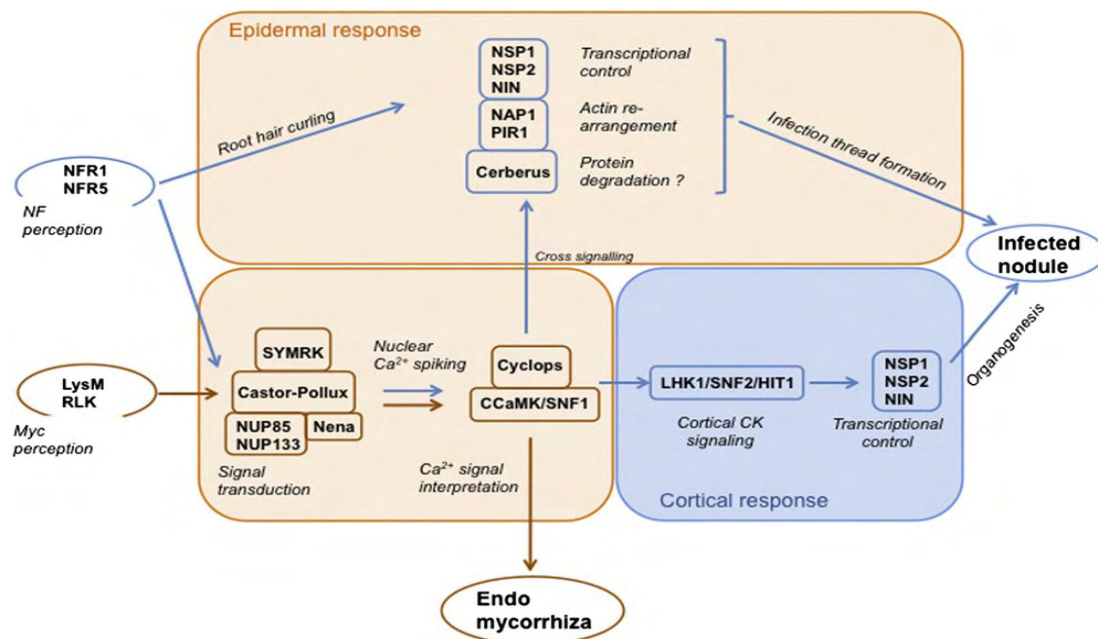 Epidermal response
NSP1
NSP2
NIN
Transcriptional
control
NAP1
PIR1
Actin re-
arrangement
Cerberus
Protein
degradation ?
Root hair curling
Infection thread formation
NFR1
NFR5
NF
perception
Cross signalling
Infected
nodule
LysM
RLK
Myc perception
SYMRK
Castor-Pollux
NUP85
NUP133
Nena
Signal
transduction
Nuclear
Ca²⁺ spiking
Cyclops
CCaMK/SNF1
Ca²⁺ signal
interpretation
LHK1/SNF2/HIT1
Cortical CK
signaling
NSP1
NSP2
NIN
Transcriptional
control
Organogenesis
Cortical response
Endo
mycorrhiza